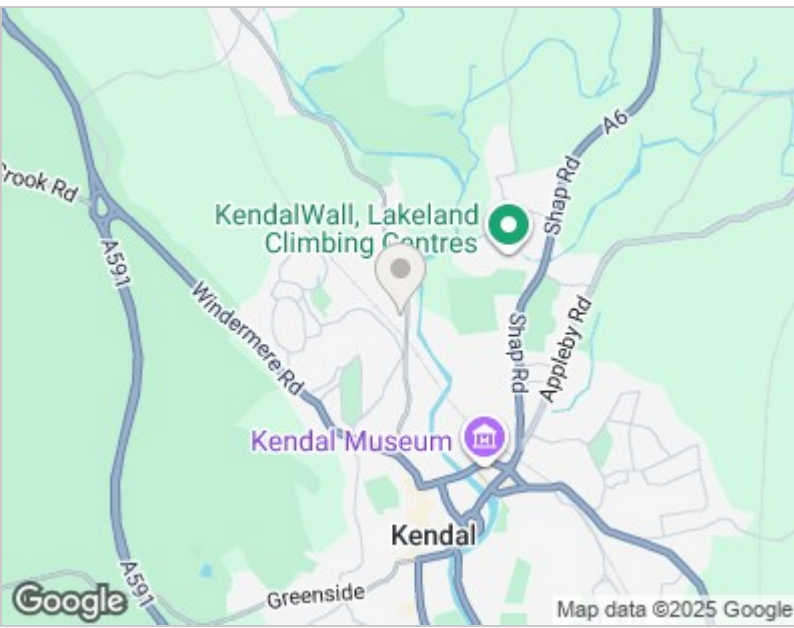 A6
Crook Rd
KendalWall, Lakeland
Climbing Centres
Shap Rd
A591
Windermere Rd
Shap Rd
Appleby Rd
Kendal Museum
Kendal
A591
Greenside
Google
Map data ©2025 Google